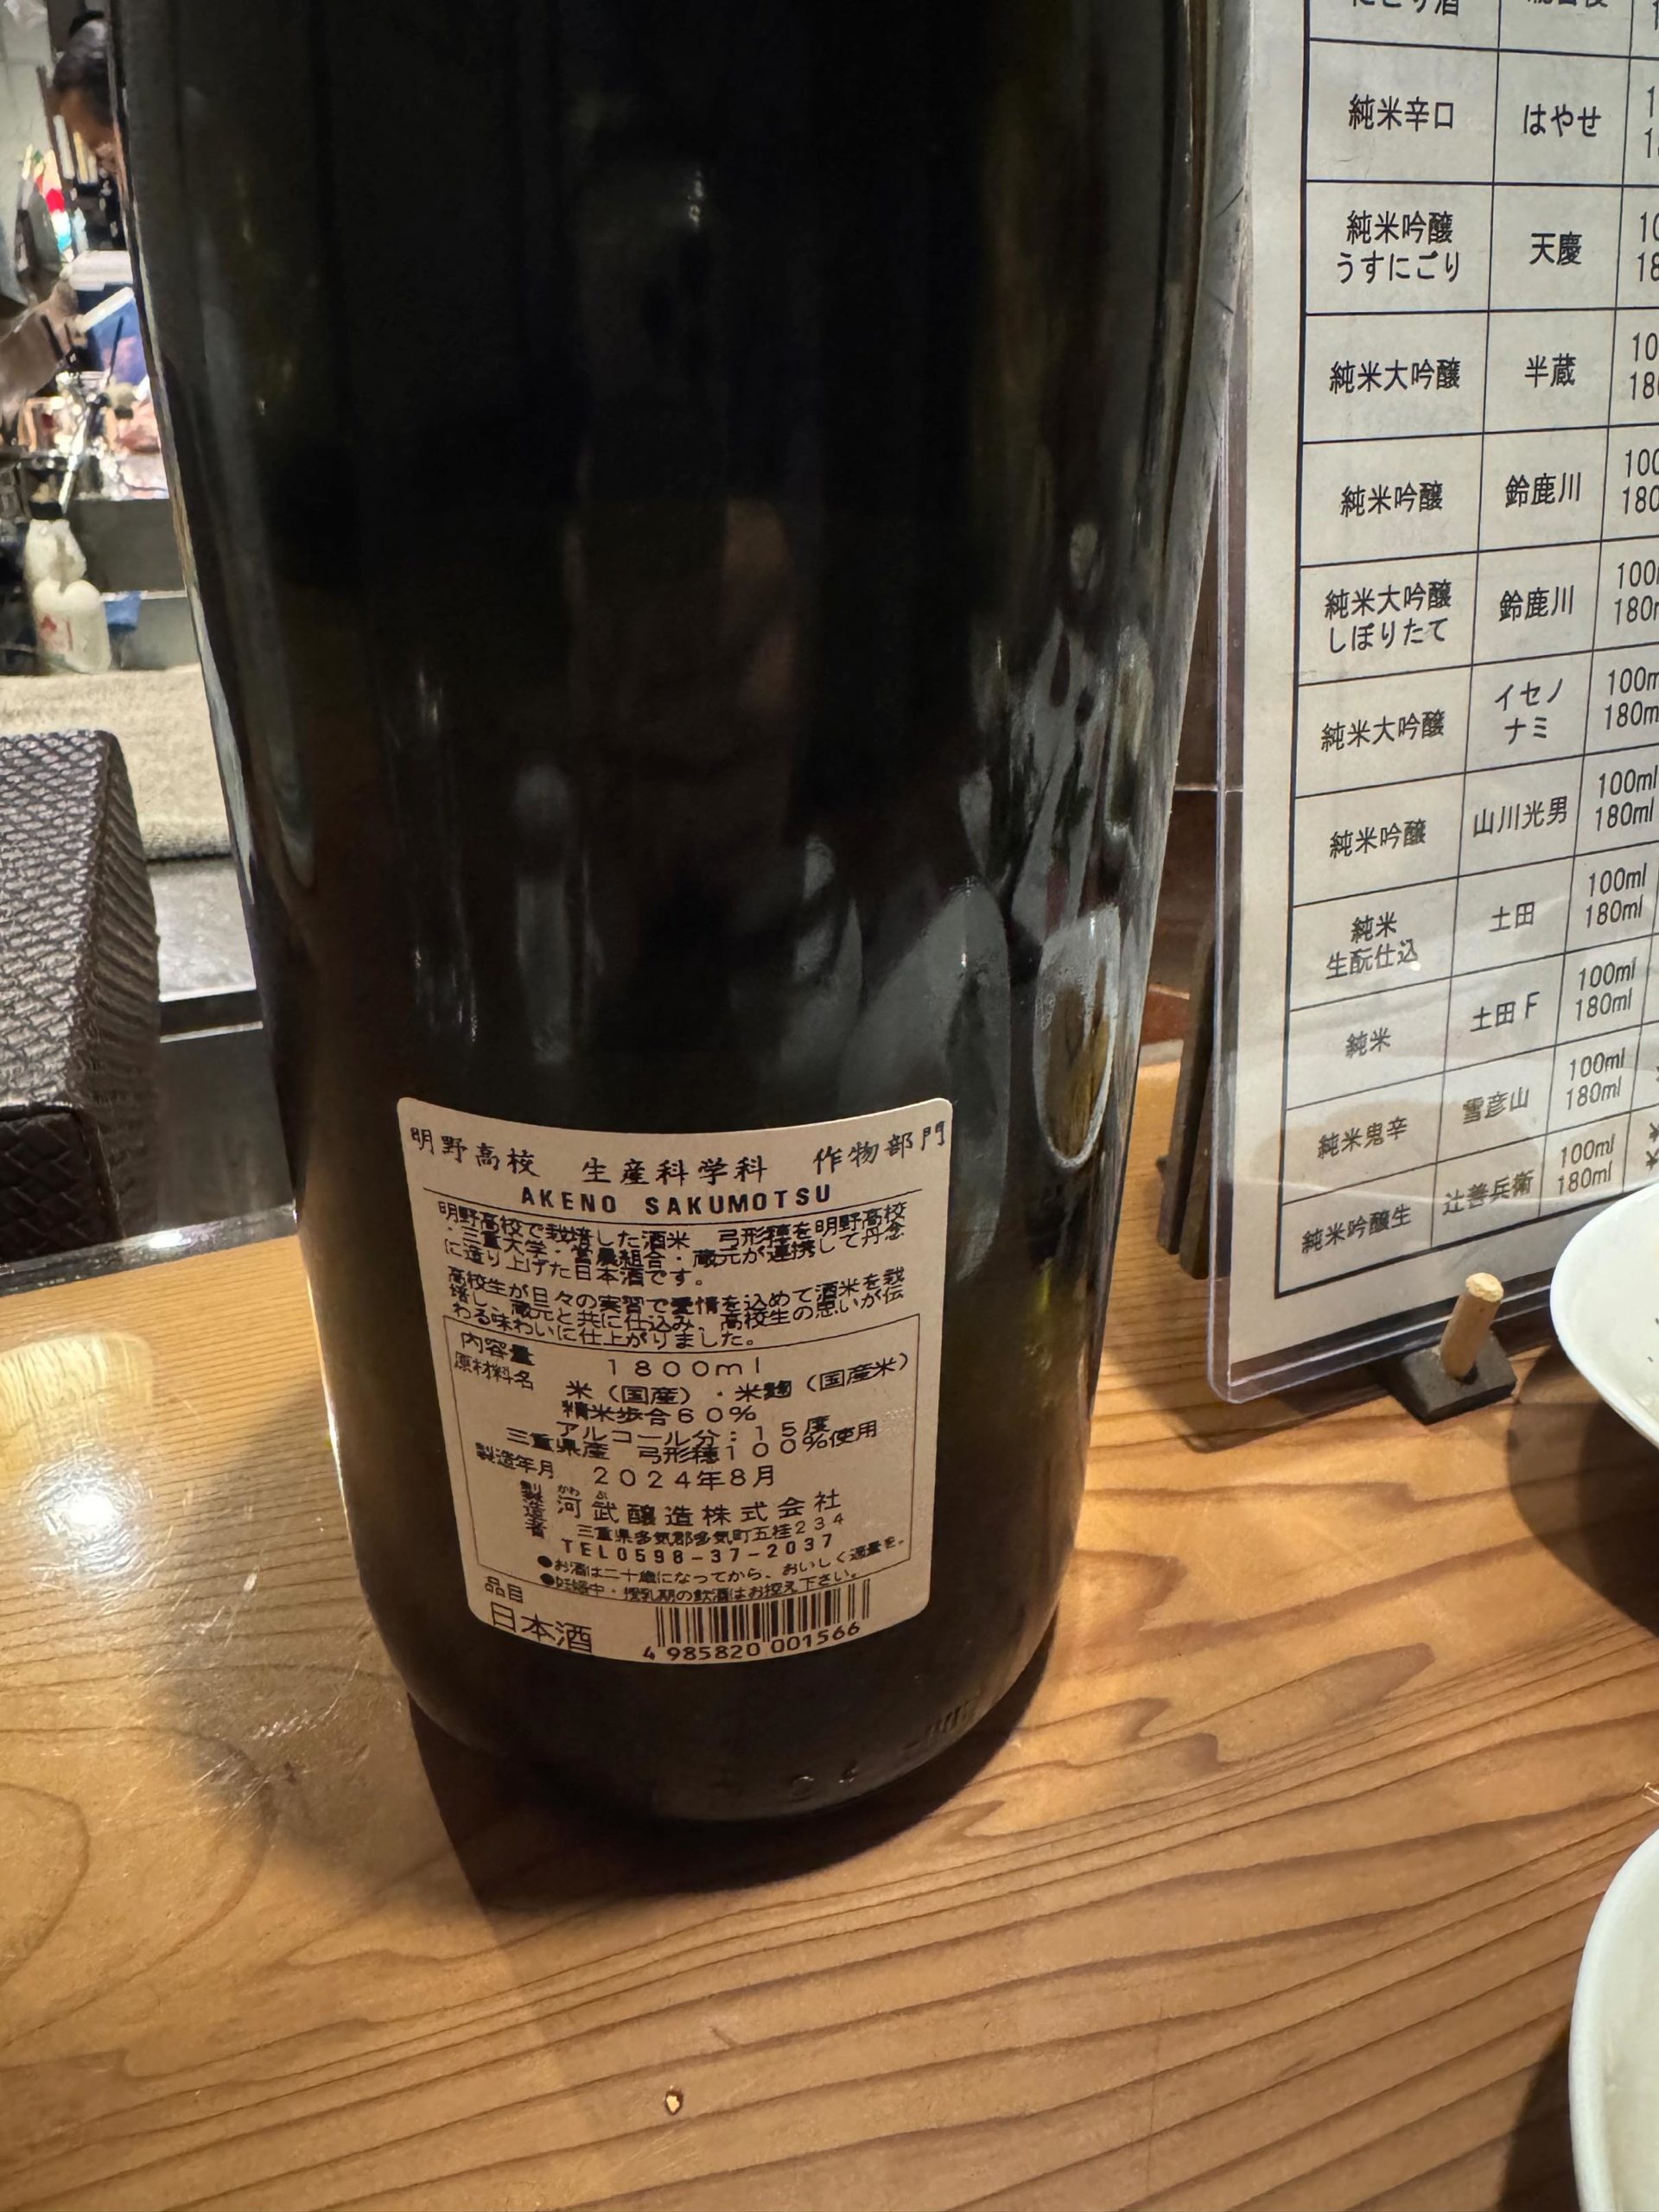 明野高校 生産科学科 作物部門
AKENO SAKUMOTSU
明野高校で栽培した酒米 弓形穂を明野高校
・三重大学・営農組合・蔵元が連携して丹念
に造り上げた日本酒です。
高校生が日々の実習で愛情を込めて酒米を栽
培し、蔵元と共に仕込み、高校生の思いが伝
わる味わいに仕上がりました。
内容量 1800ml
原材料名 米(国産)・米麹(国産米)
精米歩合60%
アルコール分:15度
三重県産 弓形穂100%使用
製造年月 2024年8月
かわ ぶ
製造者 河武醸造株式会社
三重県多気郡多気町五桂234
TEL0598-37-2037
●お酒は二十歳になってから、おいしく適量を。
●妊娠中・授乳期の飲酒はお控え下さい。
品目
日本酒
4 985820 001566
にごり酒
純米辛口 はやせ
純米吟醸
うすにごり 天慶
純米大吟醸 半蔵
純米吟醸 鈴鹿川
純米大吟醸
しぼりたて 鈴鹿川
純米大吟醸 イセノ
ナミ 100ml
180ml
純米吟醸 山川光男 100ml
180ml
純米
生酛仕込 土田 100ml
180ml
純米 土田F 100ml
180ml
純米鬼辛 雪彦山 100ml
180ml
純米吟醸生 辻善兵衛 100ml
180ml